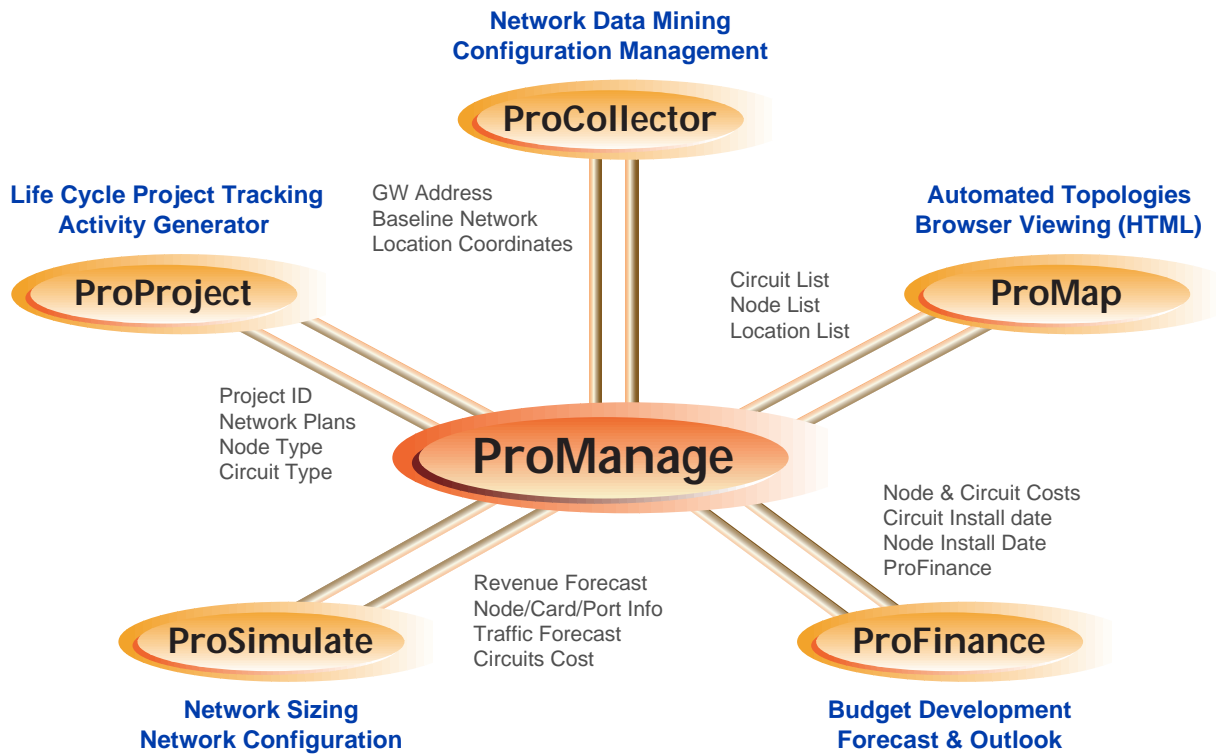 Network Data Mining
Configuration Management
ProCollector
Life Cycle Project Tracking
Activity Generator
ProProject
GW Address
Baseline Network
Location Coordinates
Automated Topologies
Browser Viewing (HTML)
ProMap
Circuit List
Node List
Location List
Project ID
Network Plans
Node Type
Circuit Type
ProManage
Node & Circuit Costs
Circuit Install date
Node Install Date
ProFinance
Revenue Forecast
Node/Card/Port Info
Traffic Forecast
Circuits Cost
ProSimulate
Network Sizing
Network Configuration
ProFinance
Budget Development
Forecast & Outlook